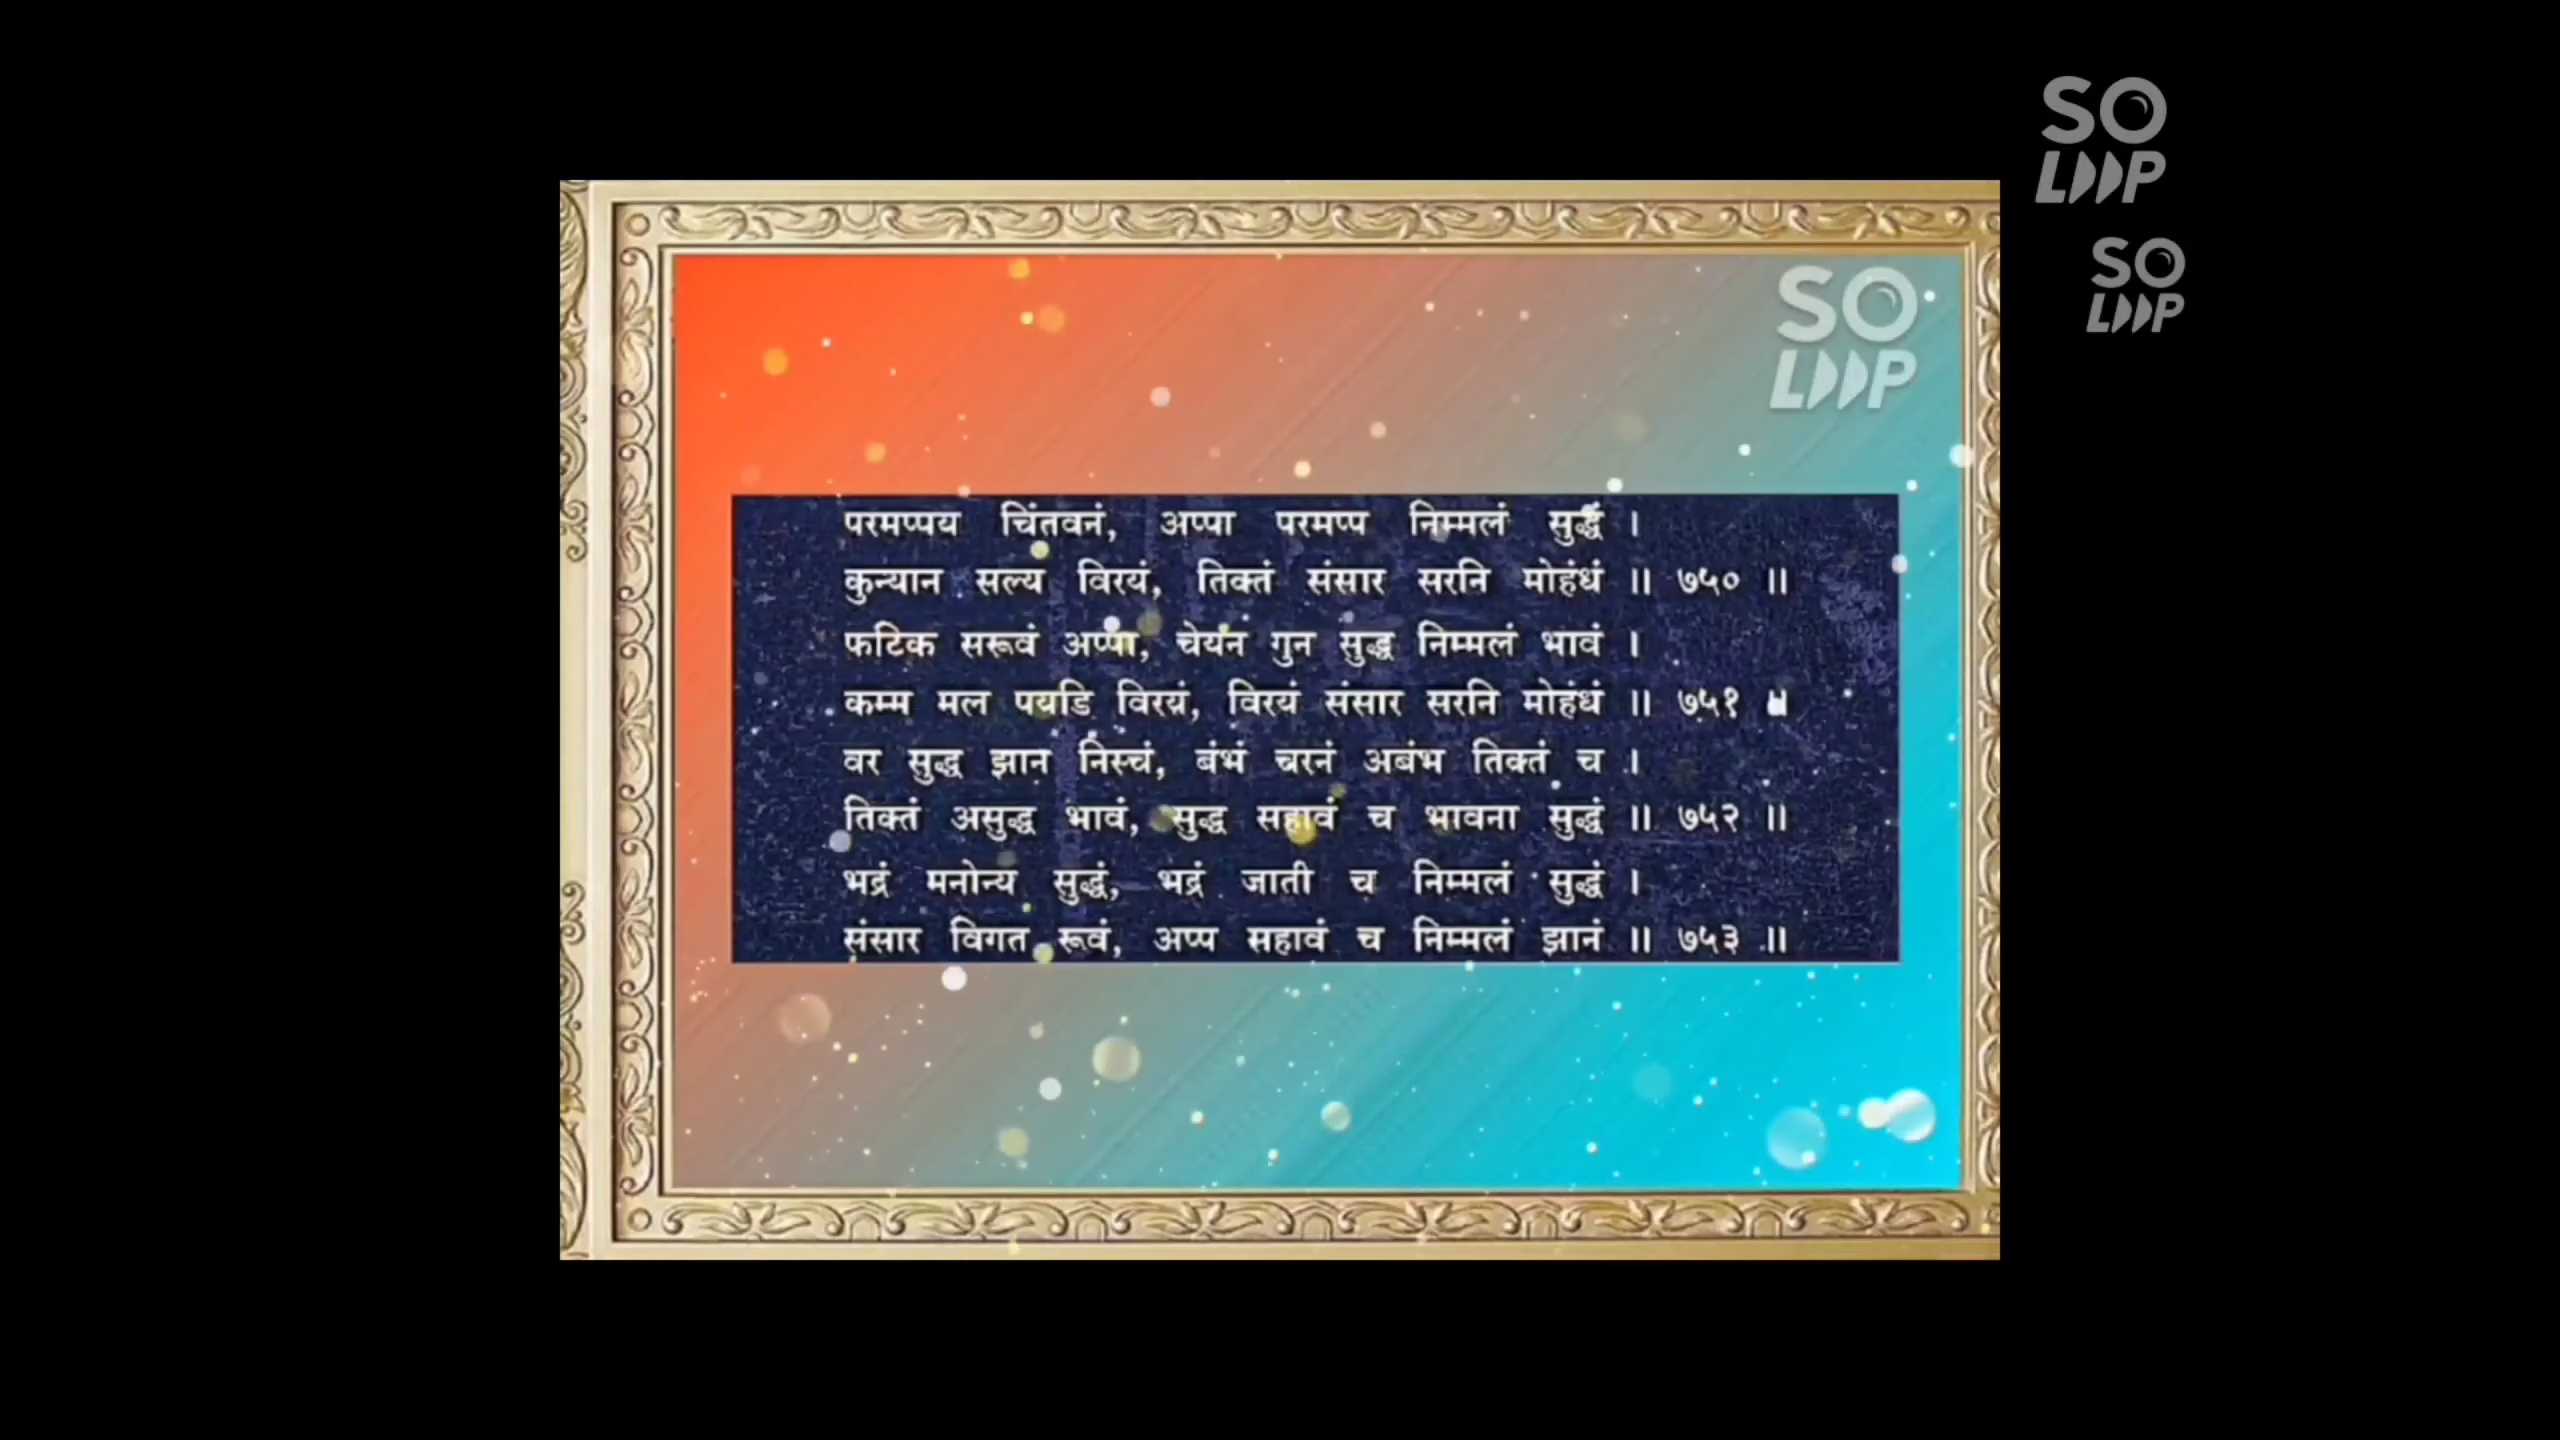 परमप्पय चिंतवनं, अप्पा परमप्प निम्मलं सुद्धं ।
कुन्यान सल्य विरयं, तिक्तं संसार सरनि मोहंधं ॥ ७५० ॥
फटिक सरूवं अप्पा, चेयन गुन सुद्ध निम्मलं भावं ।
कम्म मल पयडि विरयं, विरयं संसार सरनि मोहंधं ॥ ७५१ ॥
वर सुद्ध झान निस्चं, बंभं चरनं अबंभ तिक्तं च ।
तिक्तं असुद्ध भावं, सुद्ध सहावं च भावना सुद्धं ॥ ७५२ ॥
भद्रं मनोन्य सुद्धं, भद्रं जाती च निम्मलं सुद्धं ।
संसार विगत रूवं, अप्प सहावं च निम्मलं झानं ॥ ७५३ ॥
SO
LOOP
SO
LOOP
SO
LOOP